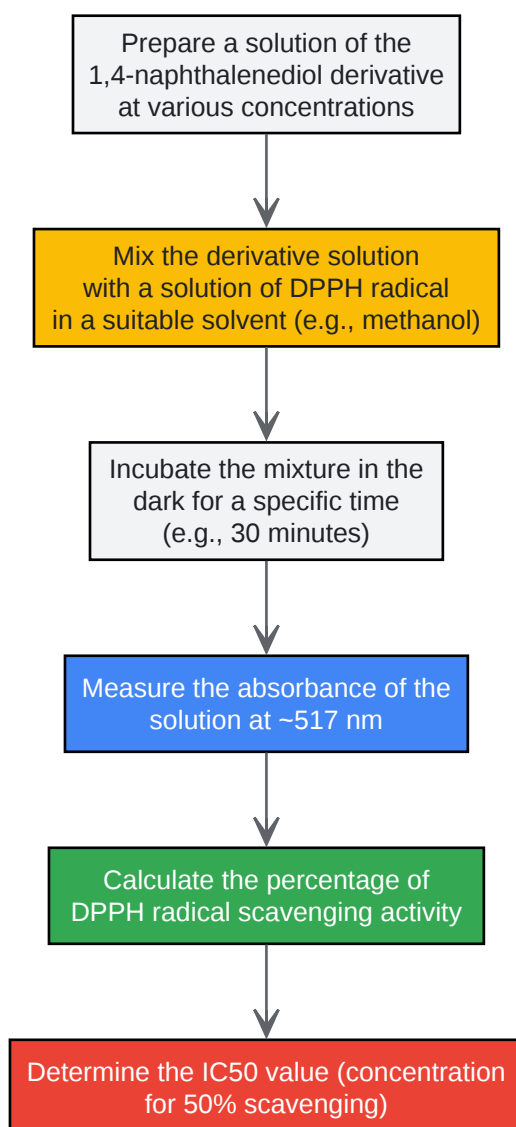 Prepare a solution of the
1,4-naphthalenediol derivative
at various concentrations
Mix the derivative solution
with a solution of DPPH radical
in a suitable solvent (e.g., methanol)
Incubate the mixture in the
dark for a specific time
(e.g., 30 minutes)
Measure the absorbance of the
solution at ~517 nm
Calculate the percentage of
DPPH radical scavenging activity
Determine the IC50 value (concentration
for 50% scavenging)